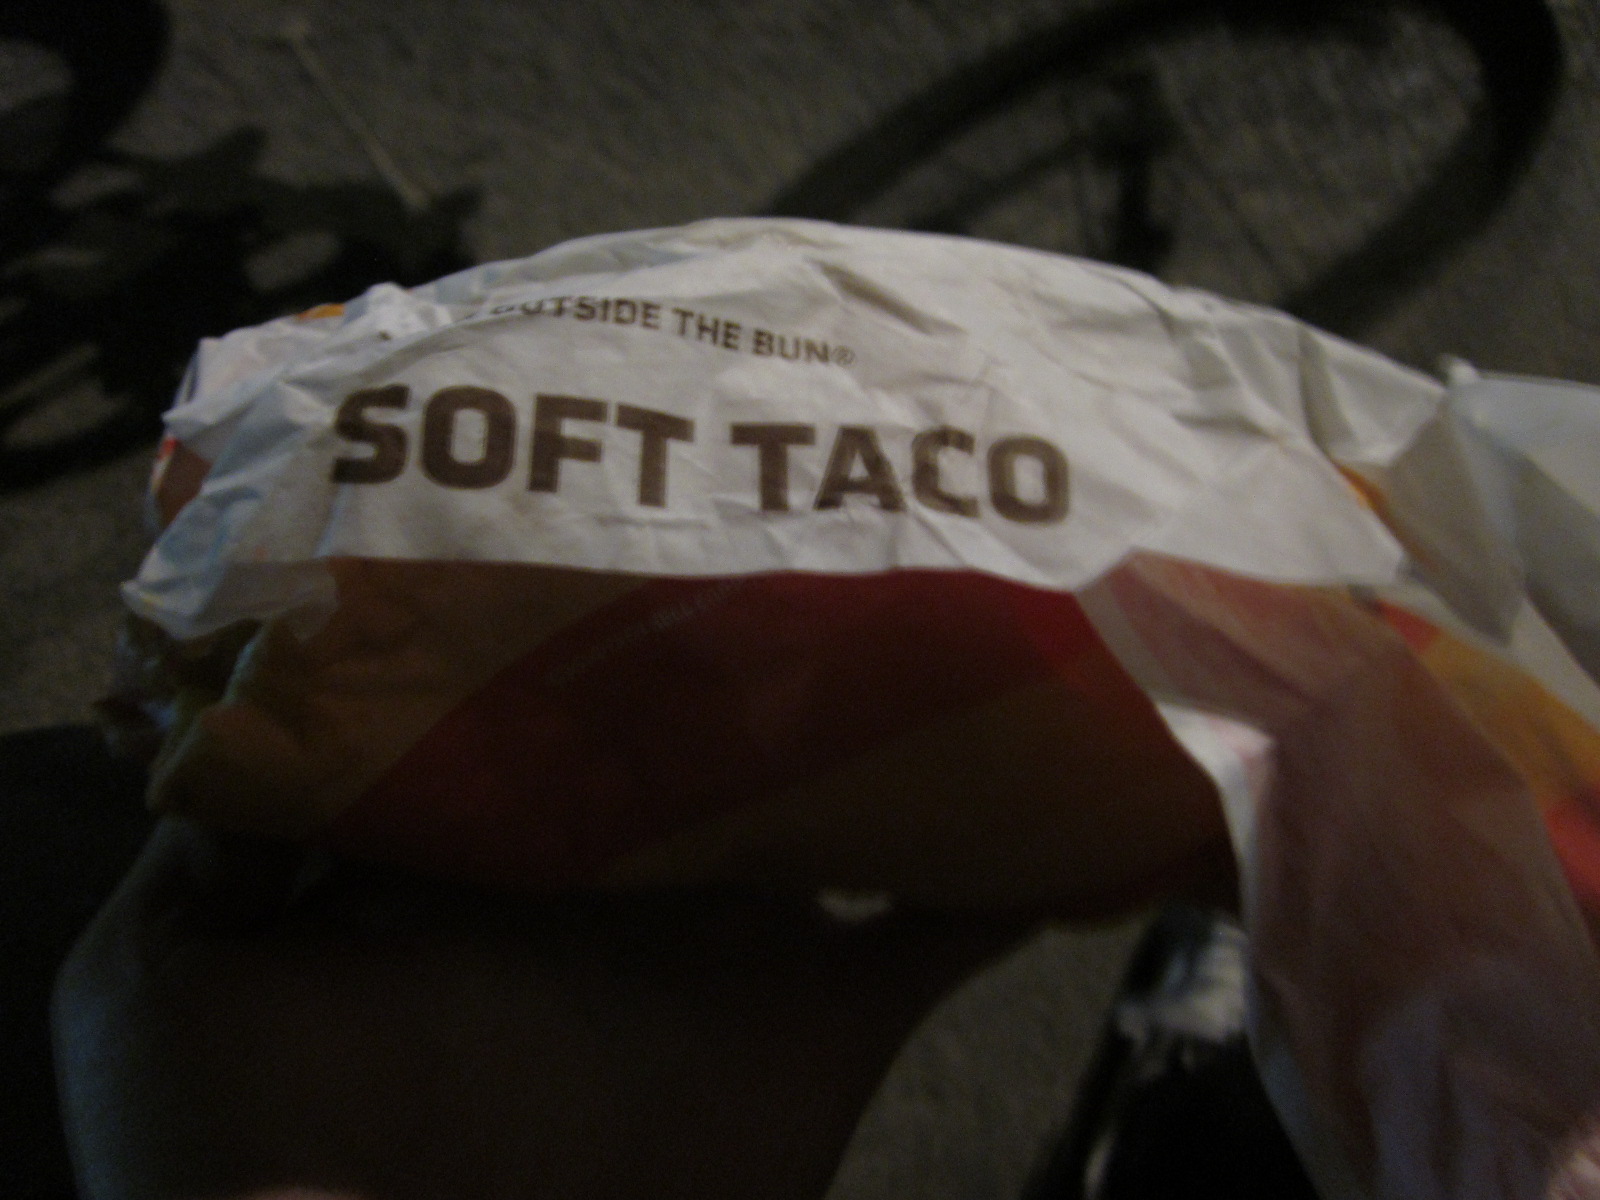 OUTSIDE THE BUN®
SOFT TACO